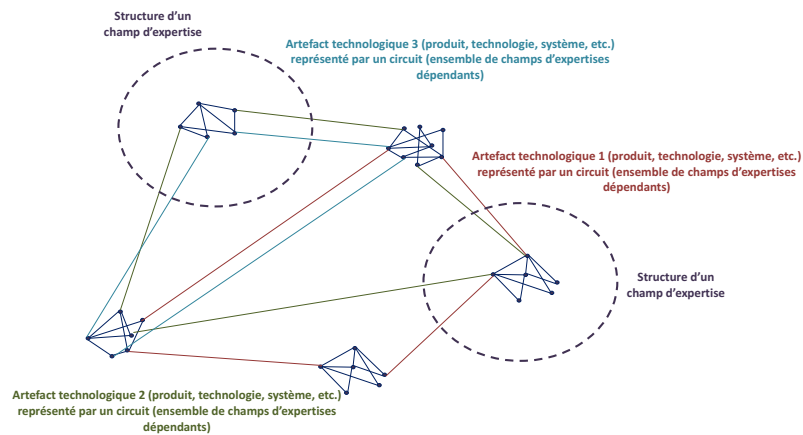 Structure d'un
champ d'expertise
Artefact technologique 3 (produit, technologie, système, etc.)
représenté par un circuit (ensemble de champs d'expertises
dépendants)
Artefact technologique 1 (produit, technologie, système, etc.)
représenté par un circuit (ensemble de champs d'expertises
dépendants)
Structure d'un
champ d'expertise
Artefact technologique 2 (produit, technologie, système, etc.)
représenté par un circuit (ensemble de champs d'expertises
dépendants)